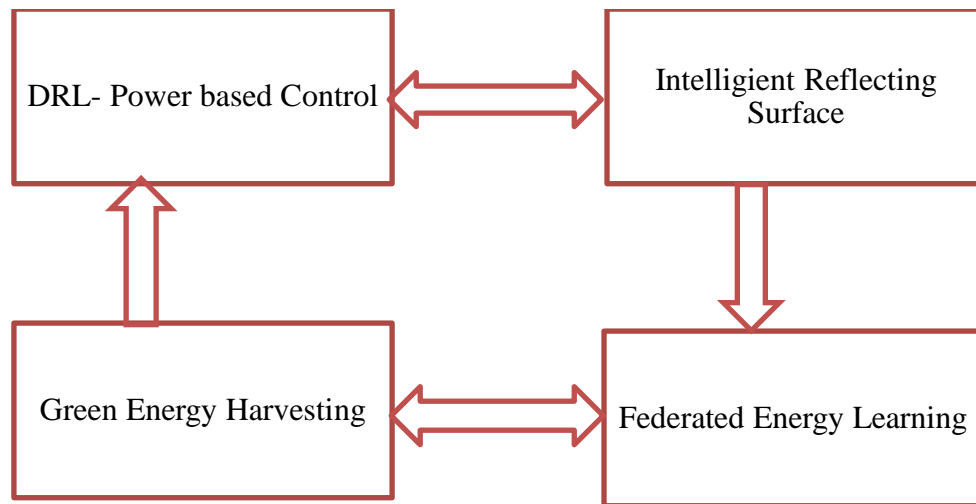 DRL- Power based Control
Intelligient Reflecting
Surface
Green Energy Harvesting
Federated Energy Learning